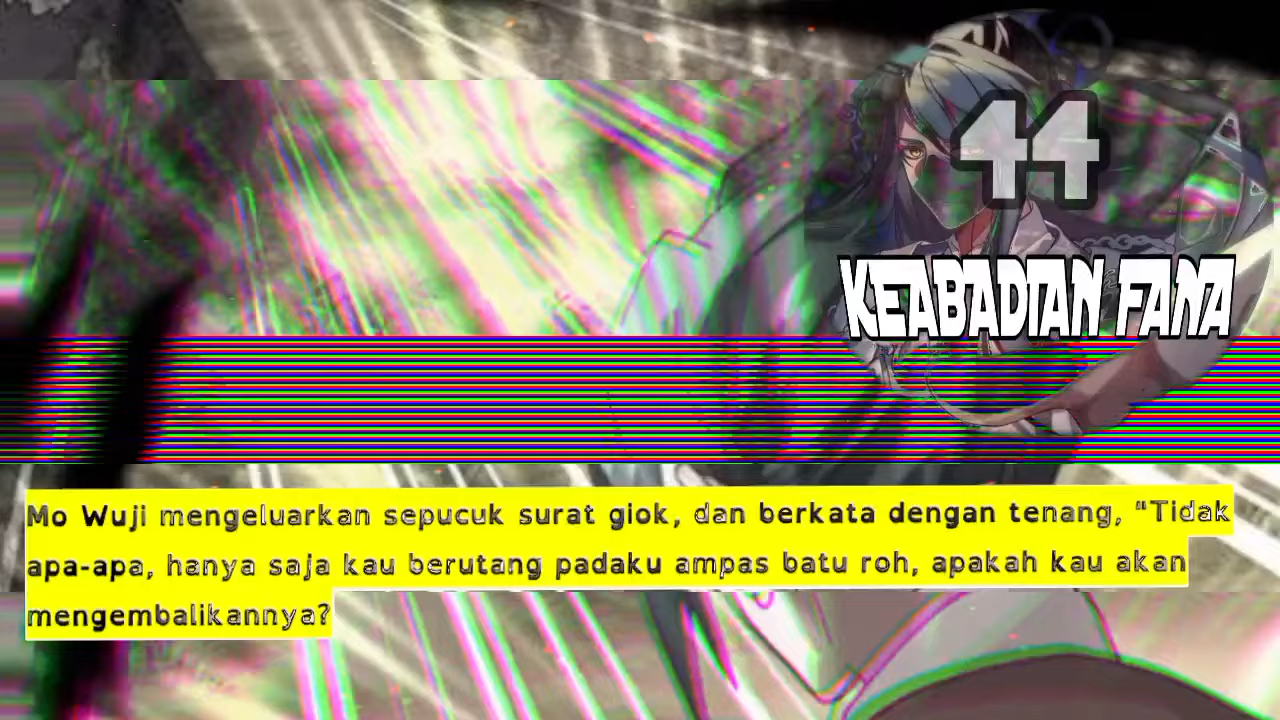 44
KEABADIAN FANA
Mo Wuji mengeluarkan sepucuk surat giok, dan berkata dengan tenang, "Tidak
apa-apa, hanya saja kau berutang padaku ampas batu roh, apakah kau akan
mengembalikannya?